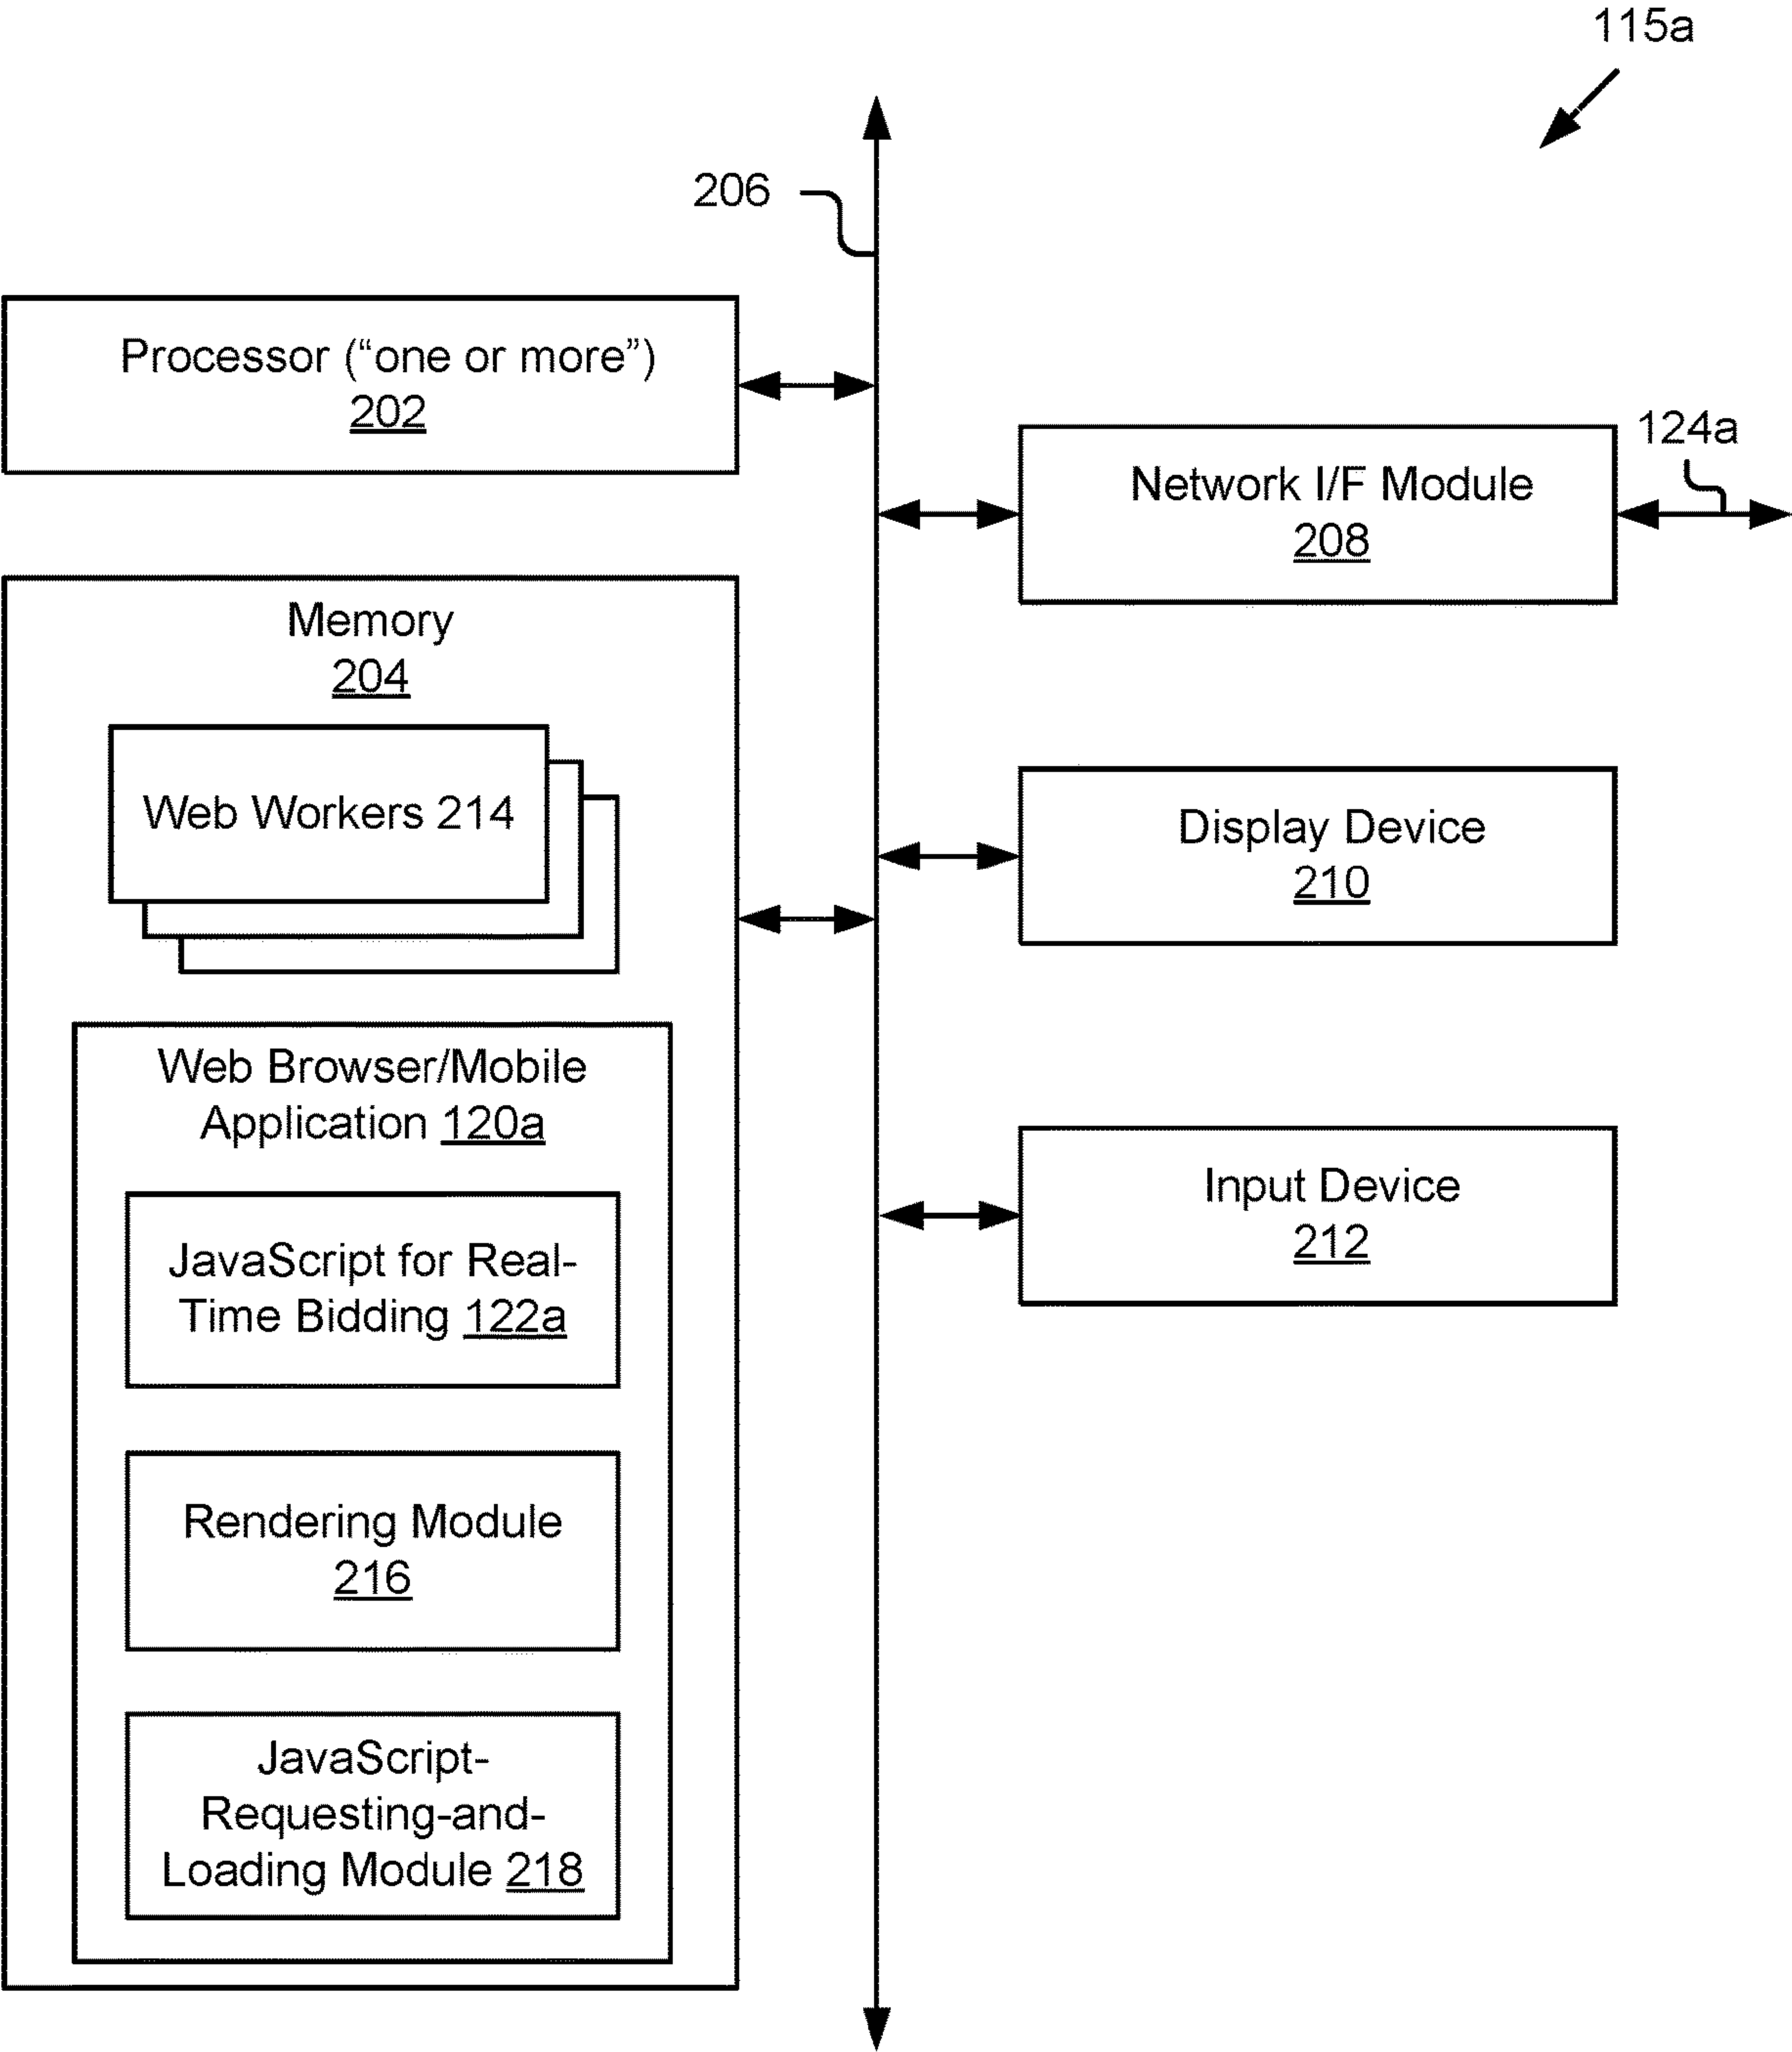 115a
206
Processor (“one or more”)
202
124a
Network I/F Module
208
Memory
204
Web Workers 214
Display Device
210
Web Browser/Mobile
Application 120a
Input Device
212
JavaScript for Real-
Time Bidding 122a
Rendering Module
216
JavaScript-
Requesting-and-
Loading Module 218